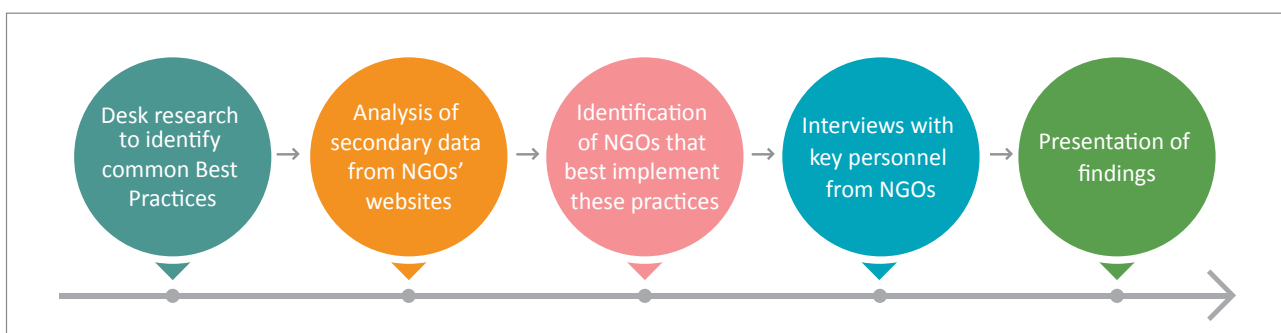 Desk research
to identify
common Best
Practices
Analysis of
secondary data
from NGOs'
websites
Identification
of NGOs that
best implement
these practices
Interviews with
key personnel
from NGOs
Presentation of
findings